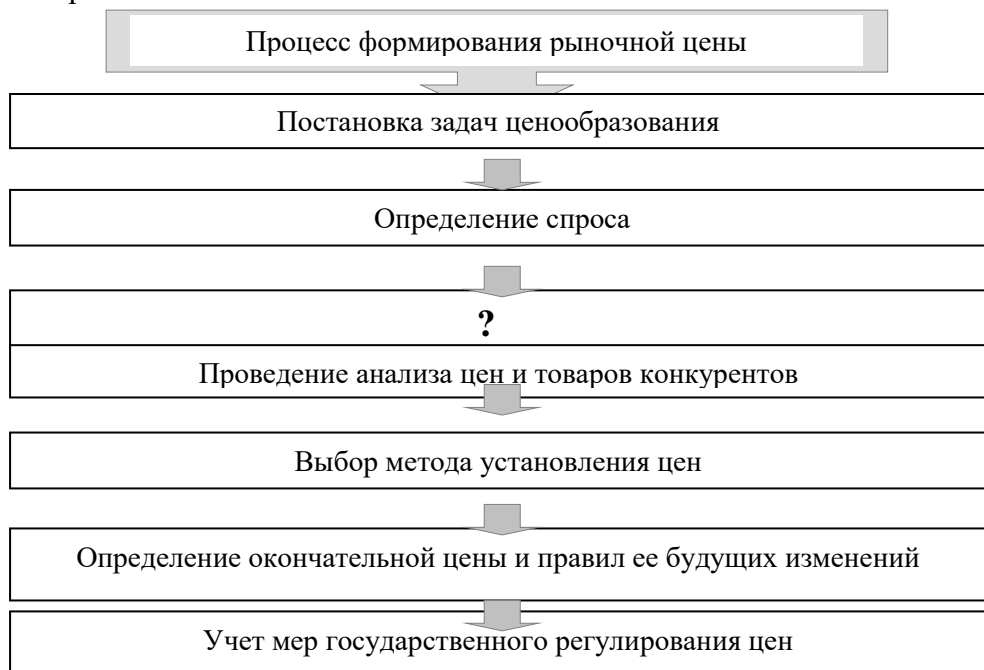 Процесс формирования рыночной цены
Постановка задач ценообразования
Определение спроса
?
Проведение анализа цен и товаров конкурентов
Выбор метода установления цен
Определение окончательной цены и правил ее будущих изменений
Учет мер государственного регулирования цен